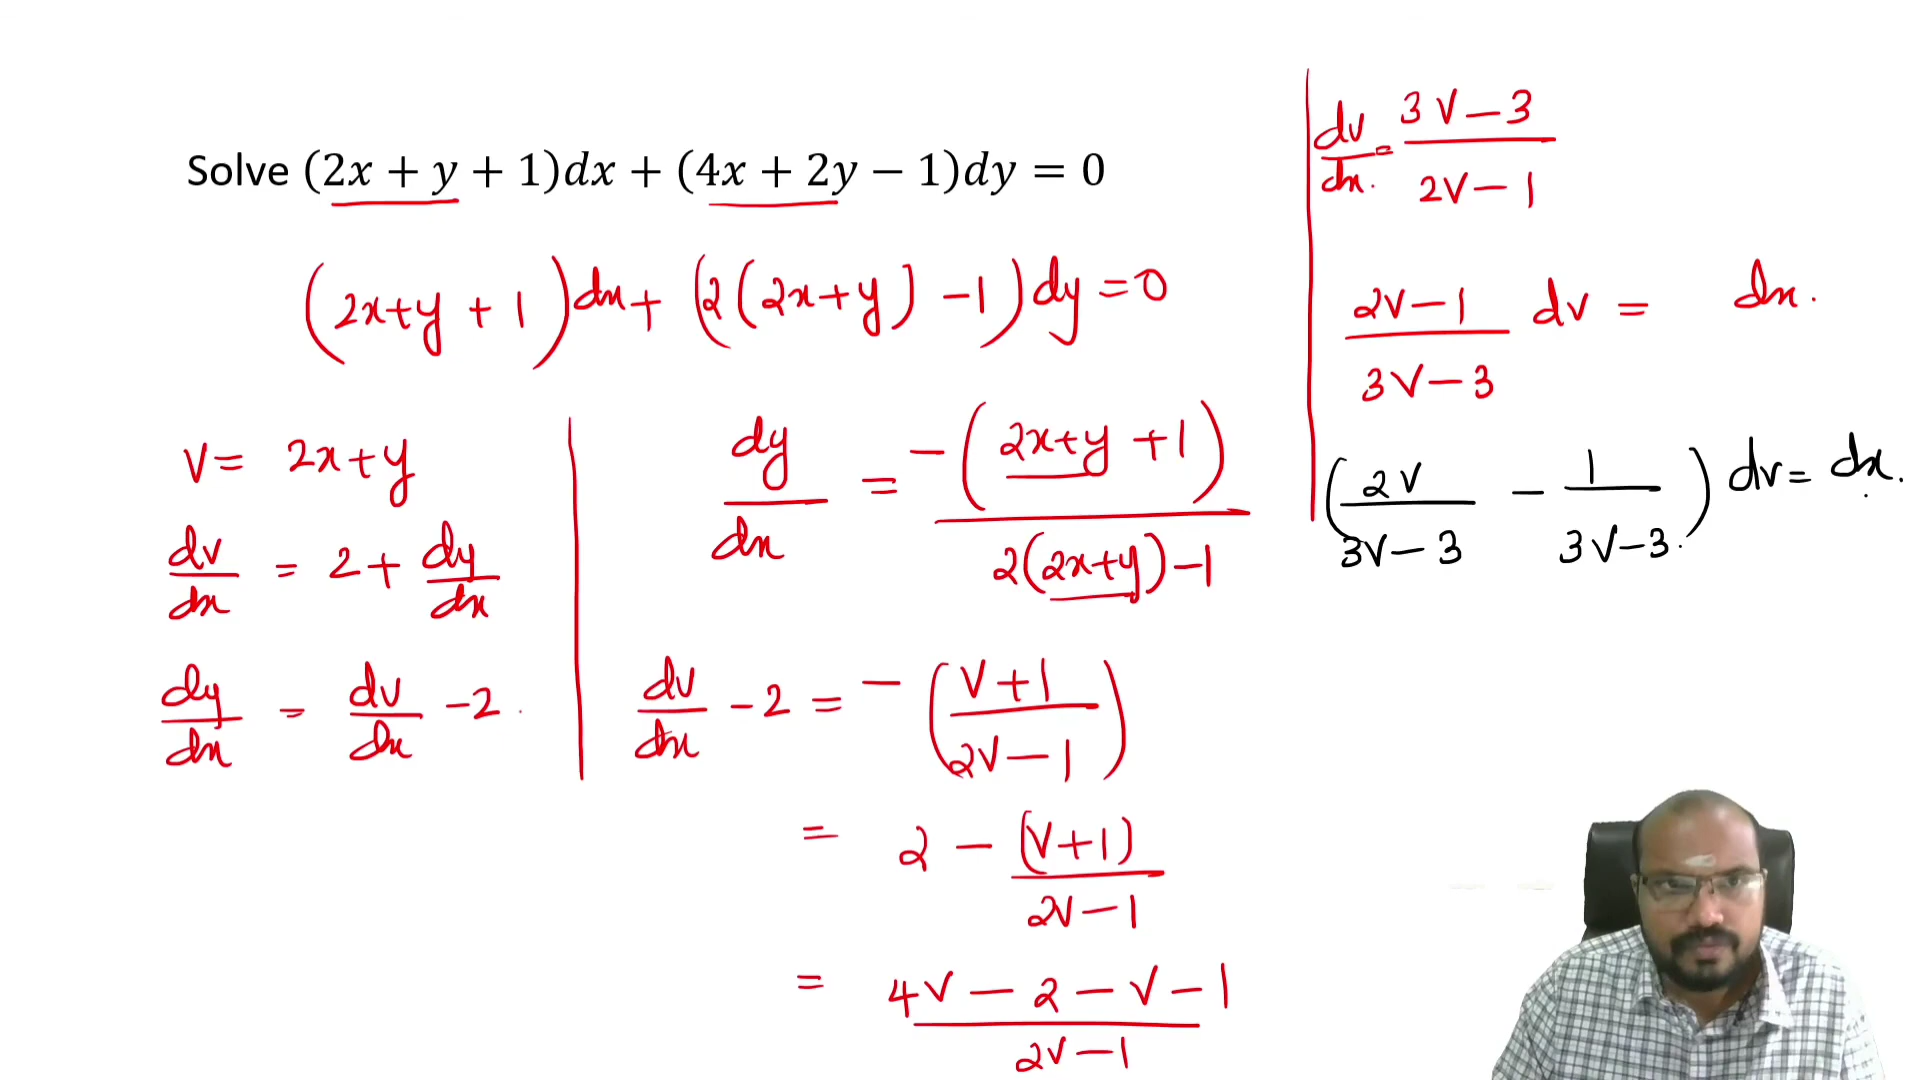 Solve (2x + y + 1)dx + (4x + 2y − 1)dy = 0
(2x+y + 1)dx + (2(2x+y) −1)dy = 0
v = 2x+y
dv/dx = 2 + dy/dx
dy/dx = dv/dx −2.
dy/dx = −(2x+y +1)/2(2x+y)−1
dv/dx −2 = −(v+1/2v−1)
= 2 − (v+1)/2v−1
= 4v − 2 − v − 1/2v−1
dv/dx. = 3v−3/2v−1
2v−1/3v−3 dv = dx.
(2v/3v−3 − 1/3v−3.) dv = dx.